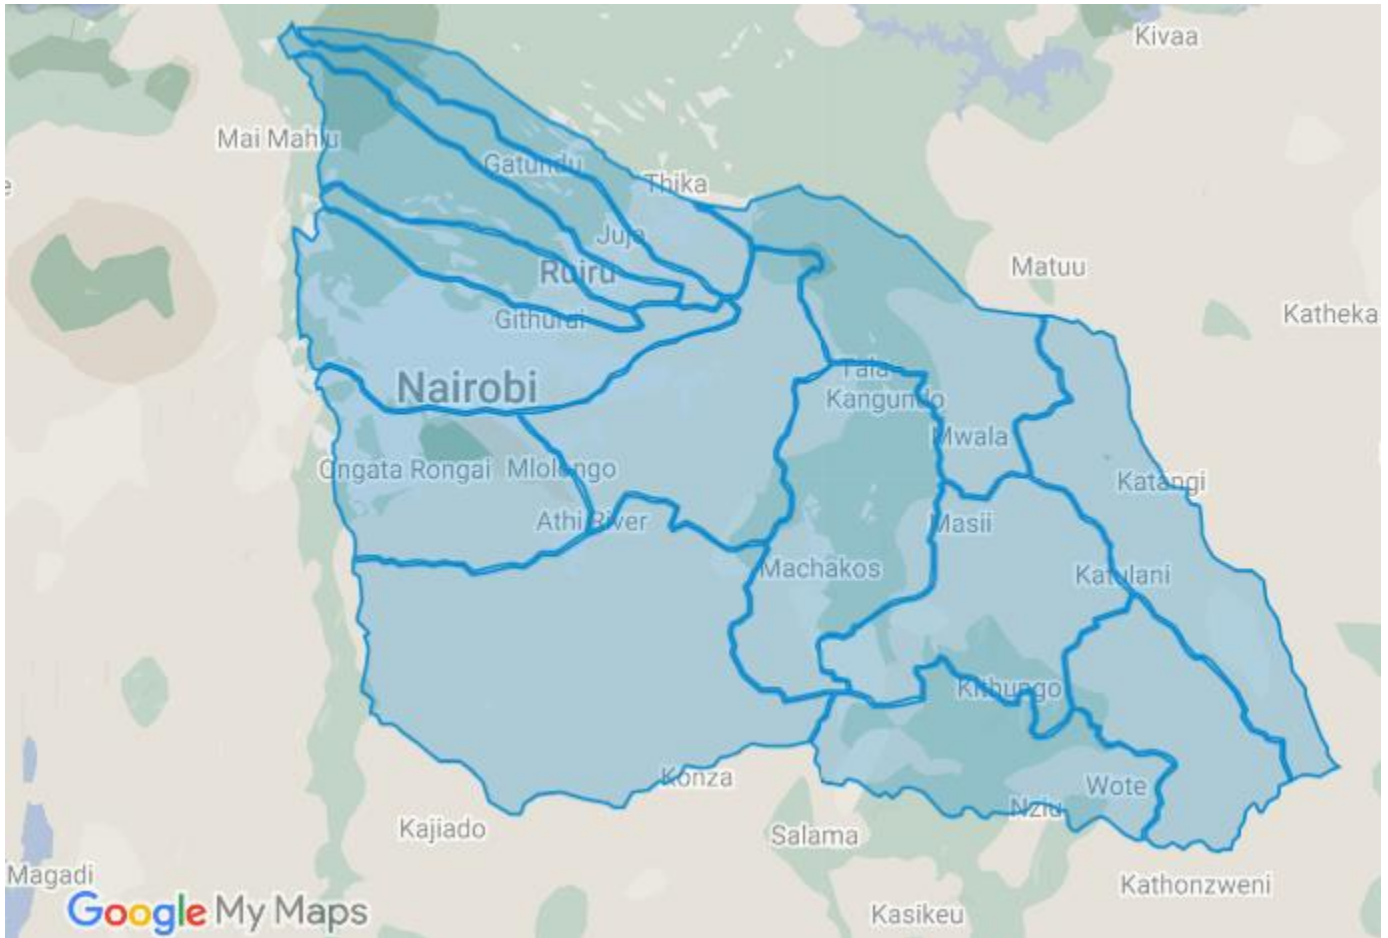 Kivaa
Mai Mahiu
Gatundu
Thika
Juja
Ruiru
Matuu
Githurai
Katheka
Nairobi
Tala
Kangundo
Mwala
Ongata Rongai
Mlolongo
Katangi
Athi River
Masii
Machakos
Katulani
Kithungo
Konza
Wote
Nziu
Kajiado
Salama
Magadi
Kathonzweni
Google My Maps
Kasikeu